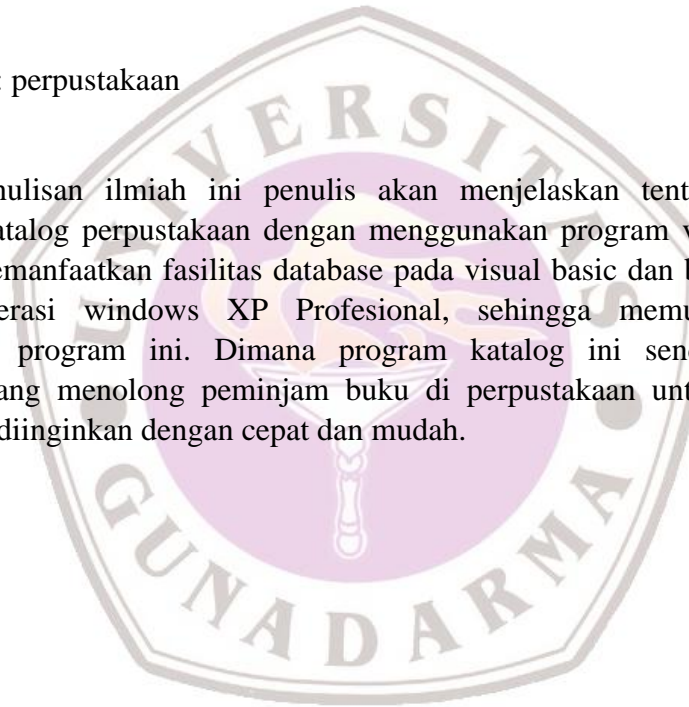 : perpustakaan
UNIVERSITAS
nulisan ilmiah ini penulis akan menjelaskan tent
atalog perpustakaan dengan menggunakan program v
emanfaatkan fasilitas database pada visual basic dan b
erasi windows XP Profesional, sehingga memu
program ini. Dimana program katalog ini send
ang menolong peminjam buku di perpustakaan unt
diinginkan dengan cepat dan mudah.
GUNADARMA